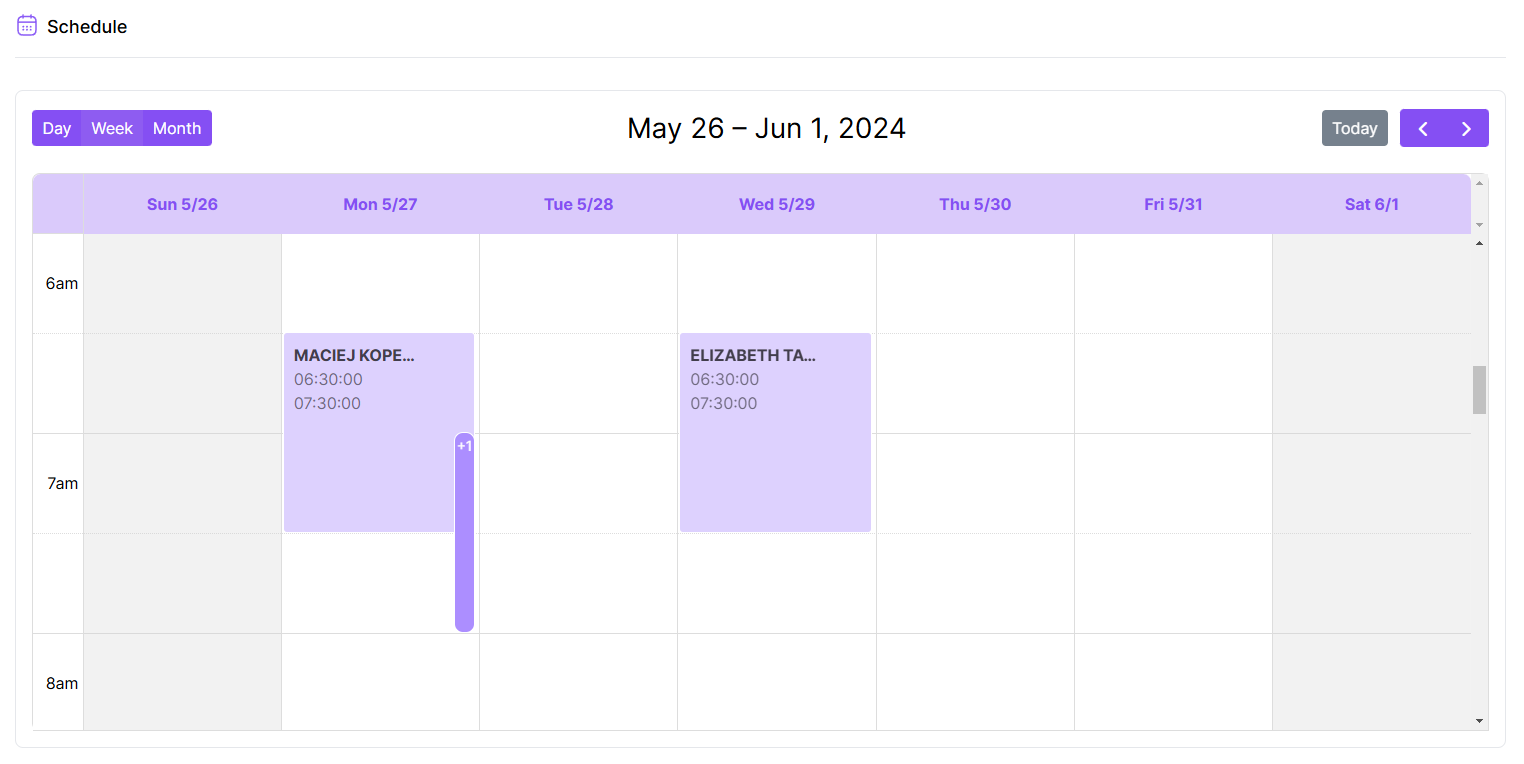 Schedule
Day Week Month
May 26 – Jun 1, 2024
Today
Sun 5/26 Mon 5/27 Tue 5/28 Wed 5/29 Thu 5/30 Fri 5/31 Sat 6/1
6am
MACIEJ KOPE...
06:30:00
07:30:00
+1
ELIZABETH TA...
06:30:00
07:30:00
7am
8am